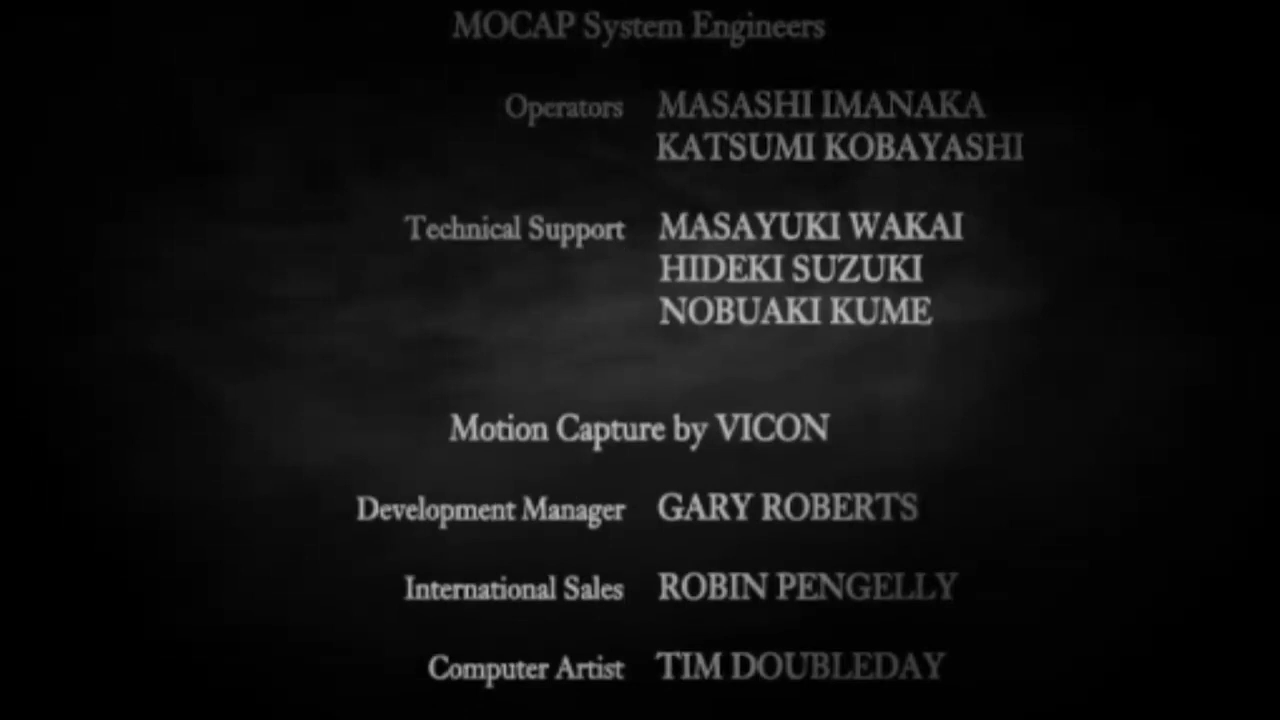 MOCAP System Engineers
Operators MASASHI IMANAKA
KATSUMI KOBAYASHI
Technical Support MASAYUKI WAKAI
HIDEKI SUZUKI
NOBUAKI KUME
Motion Capture by VICON
Development Manager GARY ROBERTS
International Sales ROBIN PENGELLY
Computer Artist TIM DOUBLEDAY